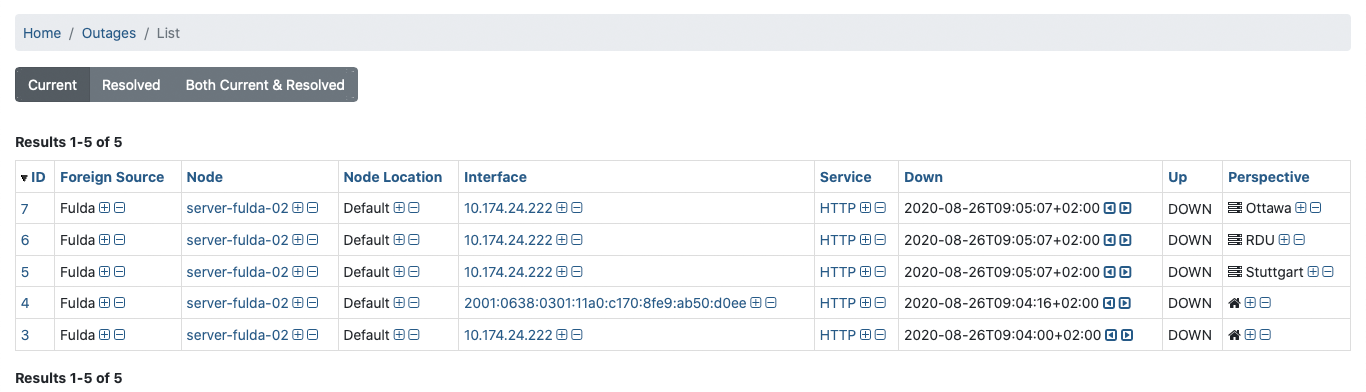 Home / Outages / List
Current Resolved Both Current & Resolved
Results 1-5 of 5
ID Foreign Source Node Node Location Interface Service Down Up Perspective
7 Fulda server-fulda-02 Default 10.174.24.222 HTTP 2020-08-26T09:05:07+02:00 DOWN Ottawa
6 Fulda server-fulda-02 Default 10.174.24.222 HTTP 2020-08-26T09:05:07+02:00 DOWN RDU
5 Fulda server-fulda-02 Default 10.174.24.222 HTTP 2020-08-26T09:05:07+02:00 DOWN Stuttgart
4 Fulda server-fulda-02 Default 2001:0638:0301:11a0:c170:8fe9:ab50:d0ee HTTP 2020-08-26T09:04:16+02:00 DOWN
3 Fulda server-fulda-02 Default 10.174.24.222 HTTP 2020-08-26T09:04:00+02:00 DOWN
Results 1-5 of 5